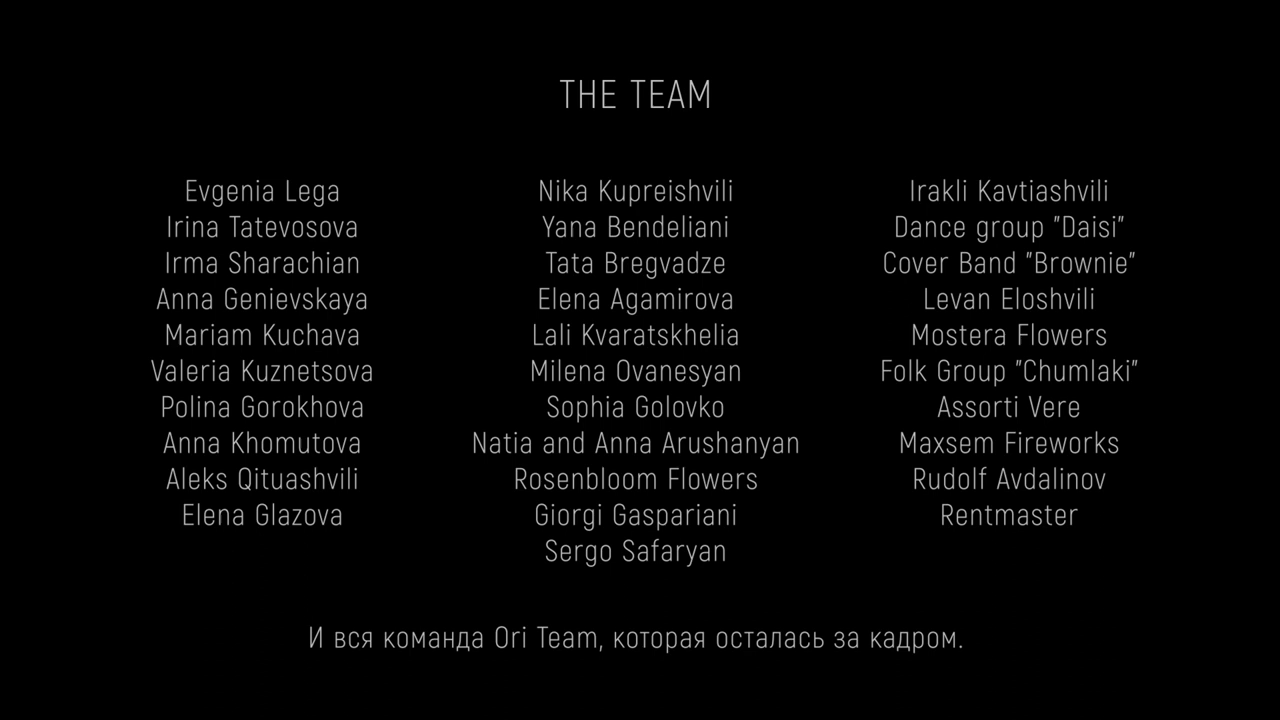 THE TEAM
Evgenia Lega
Irina Tatevosova
Irma Sharachian
Anna Genievskaya
Mariam Kuchava
Valeria Kuznetsova
Polina Gorokhova
Anna Khomutova
Aleks Qituashvili
Elena Glazova
Nika Kupreishvili
Yana Bendeliani
Tata Bregvadze
Elena Agamirova
Lali Kvaratskhelia
Milena Ovanesyan
Sophia Golovko
Natia and Anna Arushanyan
Rosenbloom Flowers
Giorgi Gaspariani
Sergo Safaryan
Irakli Kavtiashvili
Dance group "Daisi"
Cover Band "Brownie"
Levan Eloshvili
Mostera Flowers
Folk Group "Chumlaki"
Assorti Vere
Maxsem Fireworks
Rudolf Avdalinov
Rentmaster
И вся команда Ori Team, которая осталась за кадром.